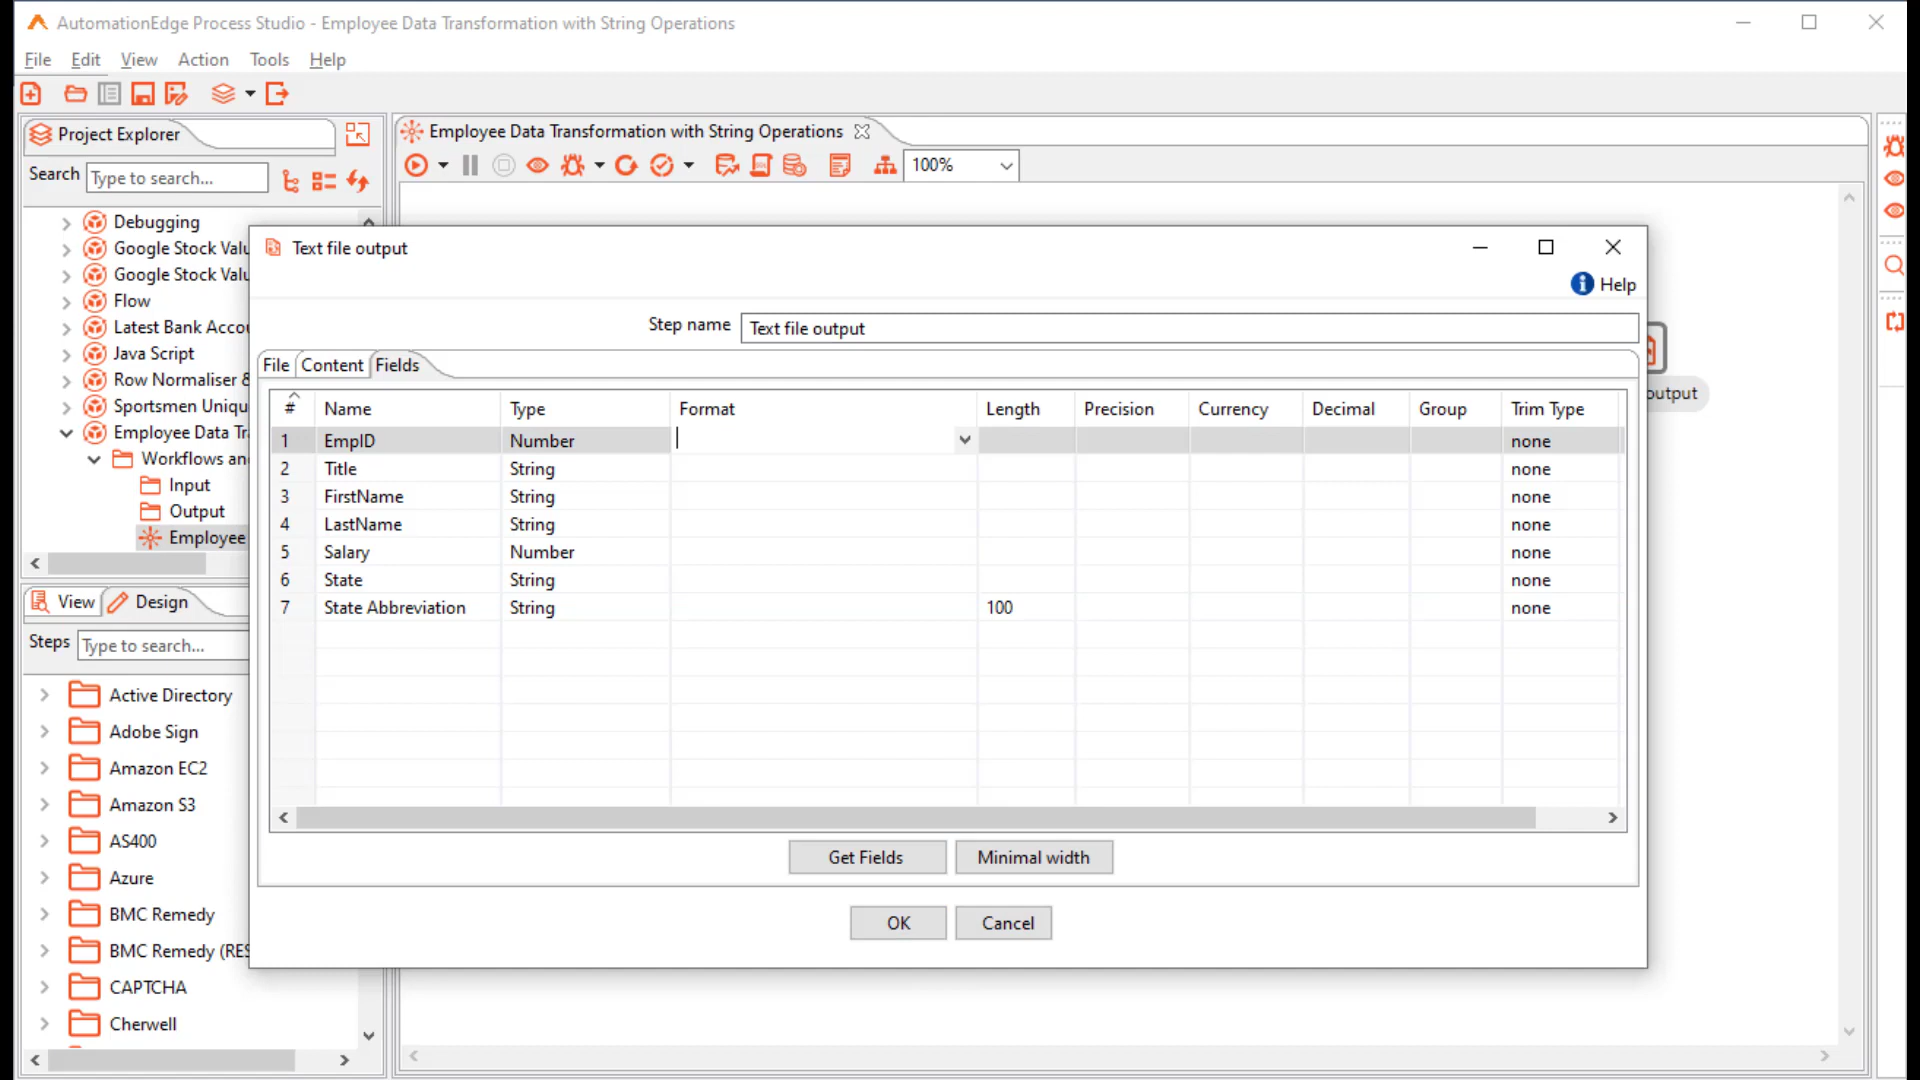 AutomationEdge Process Studio - Employee Data Transformation with String Operations
File Edit View Action Tools Help
Project Explorer
Employee Data Transformation with String Operations
Search Type to search...
100%
Debugging
Google Stock Valu
Google Stock Valu
Flow
Latest Bank Accou
Java Script
Row Normaliser &
Sportsmen Uniqu
Employee Data Tr
Workflows an
Input
Output
Employee
View Design
Steps Type to search...
Active Directory
Adobe Sign
Amazon EC2
Amazon S3
AS400
Azure
BMC Remedy
BMC Remedy (RES
CAPTCHA
Cherwell
output
Text file output
Help
Step name Text file output
File Content Fields
# Name Type Format Length Precision Currency Decimal Group Trim Type
1 EmpID Number none
2 Title String none
3 FirstName String none
4 LastName String none
5 Salary Number none
6 State String none
7 State Abbreviation String 100 none
Get Fields Minimal width
OK Cancel